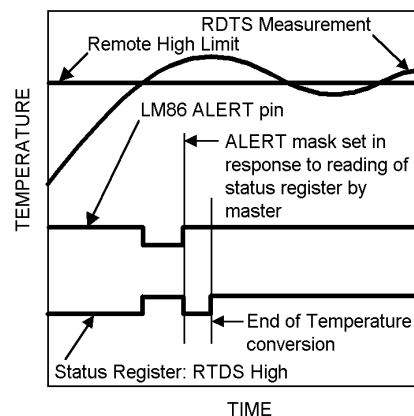 RDTS Measurement
Remote High Limit
LM86 ALERT pin
TEMPERATURE
ALERT mask set in
response to reading of
status register by
master
End of Temperature
conversion
Status Register: RTDS High
TIME